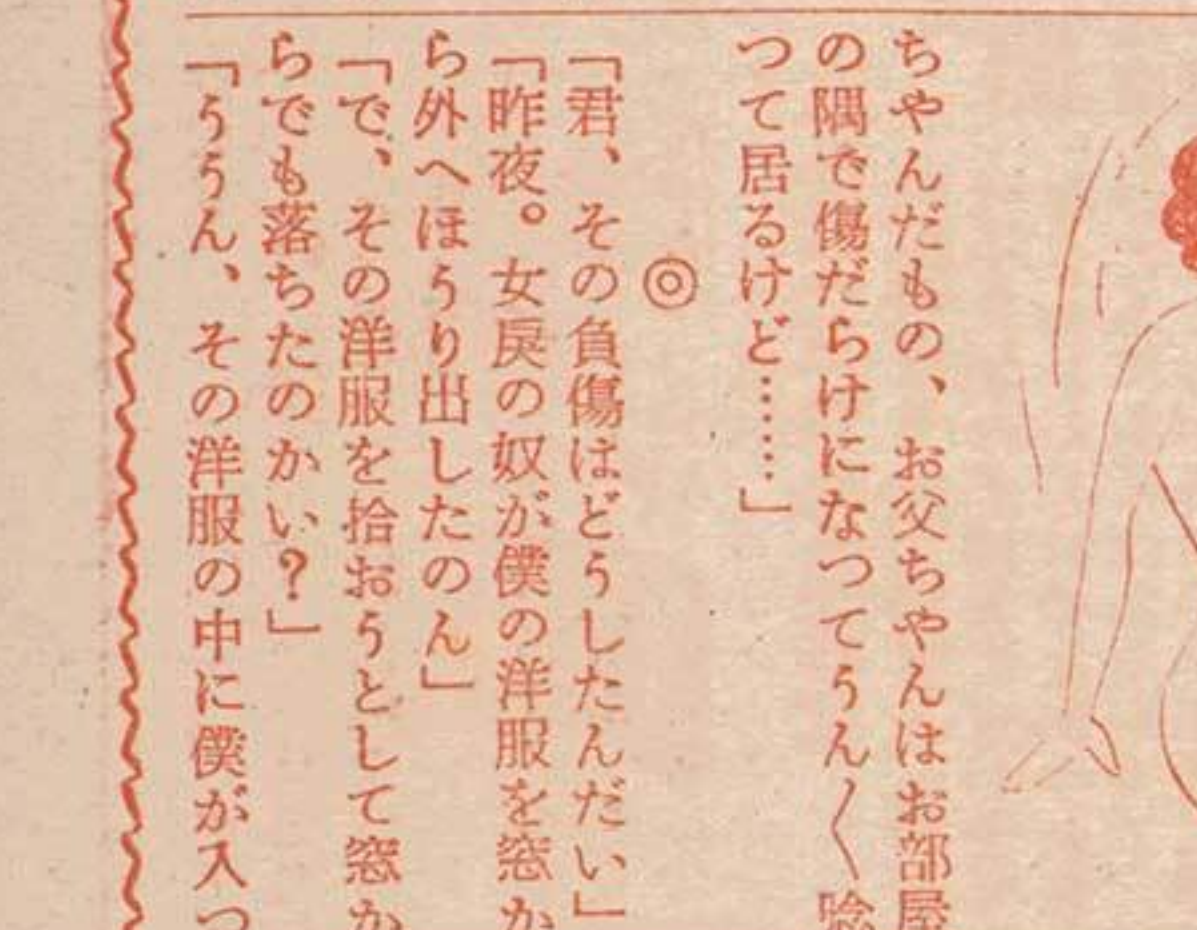 ちやんだもの、お父ちやんはお部屋
の隅で傷だらけになつてうん〱唸
つて居るけど……」
◎
「君、その負傷はどうしたんだい」
「昨夜。女戻の奴が僕の洋服を窓か
ら外へほうり出したのん」
「で、その洋服を拾おうとして窓か
らでも落ちたのかい?」
「ううん、その洋服の中に僕が入つ